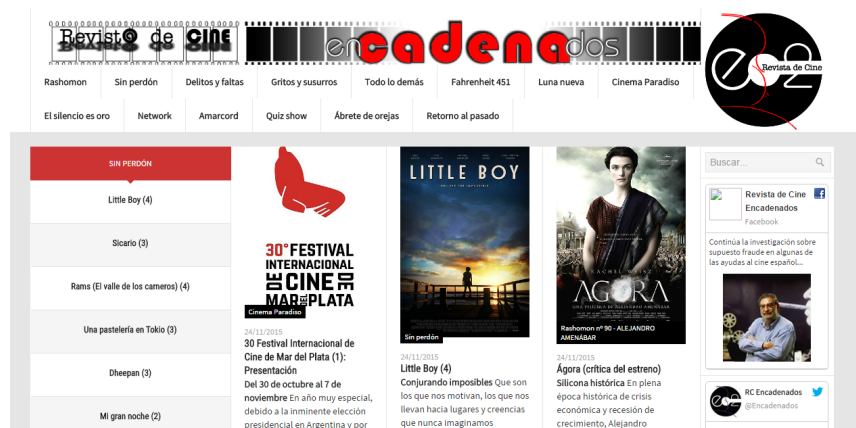 Revista de CINE encadenados
Revista de Cine
Rashomon
Sin perdón
Delitos y faltas
Gritos y susurros
Todo lo demás
Fahrenheit 451
Luna nueva
Cinema Paradiso
El silencio es oro
Network
Amarcord
Quiz show
Ábrete de orejas
Retorno al pasado
SIN PERDÓN
Little Boy (4)
Sicario (3)
Rams (El valle de los carneros) (4)
Una pastelería en Tokio (3)
Dheepan (3)
Mi gran noche (2)
30º FESTIVAL
INTERNACIONAL
DE CINE DE
MAR DEL PLATA
Cinema Paradiso
24/11/2015
30 Festival Internacional de
Cine de Mar del Plata (1):
Presentación
Del 30 de octubre al 7 de
noviembre En año muy especial,
debido a la inminente elección
presidencial en Argentina y por
LITTLE BOY
Sin perdón
24/11/2015
Little Boy (4)
Conjurando imposibles Que son
los que nos motivan, los que nos
llevan hacia lugares y creencias
que nunca imaginamos
RACHEL WEISZ
AGORA
Rashomon nº 90 - ALEJANDRO
AMENÁBAR
24/11/2015
Ágora (crítica del estreno)
Silicona histórica En plena
época histórica de crisis
económica y recesión de
crecimiento, Alejandro
Buscar...
Revista de Cine
Encadenados
Facebook
Continúa la investigación sobre
supuesto fraude en algunas de
las ayudas al cine español...
RC Encadenados
@Encadenados